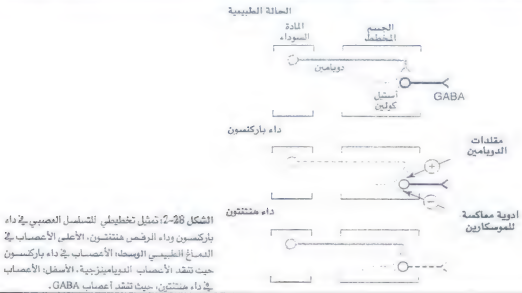 الحالة الطبيعية
المادة السوداء
الجسم المخطط
دوبامين
أستيل كولين
GABA
داء باركنسون
مقلدات الدوبامين
ادوية معاكسة للموسكارين
داء هنتنتون
الشكل 28-2: تمثيل تخطيطي للتسلسل العصبي في داء
باركنسون وداء الرقص هنتنتون. الأعلى الأعصاب في
الدماغ الطبيعي الوسط: الأعصاب في داء باركنسون
حيث تفقد الأعصاب الدوبامينرجية. الأسفل: الأعصاب
في داء هنتنتين، حيث تفقد أعصاب GABA.